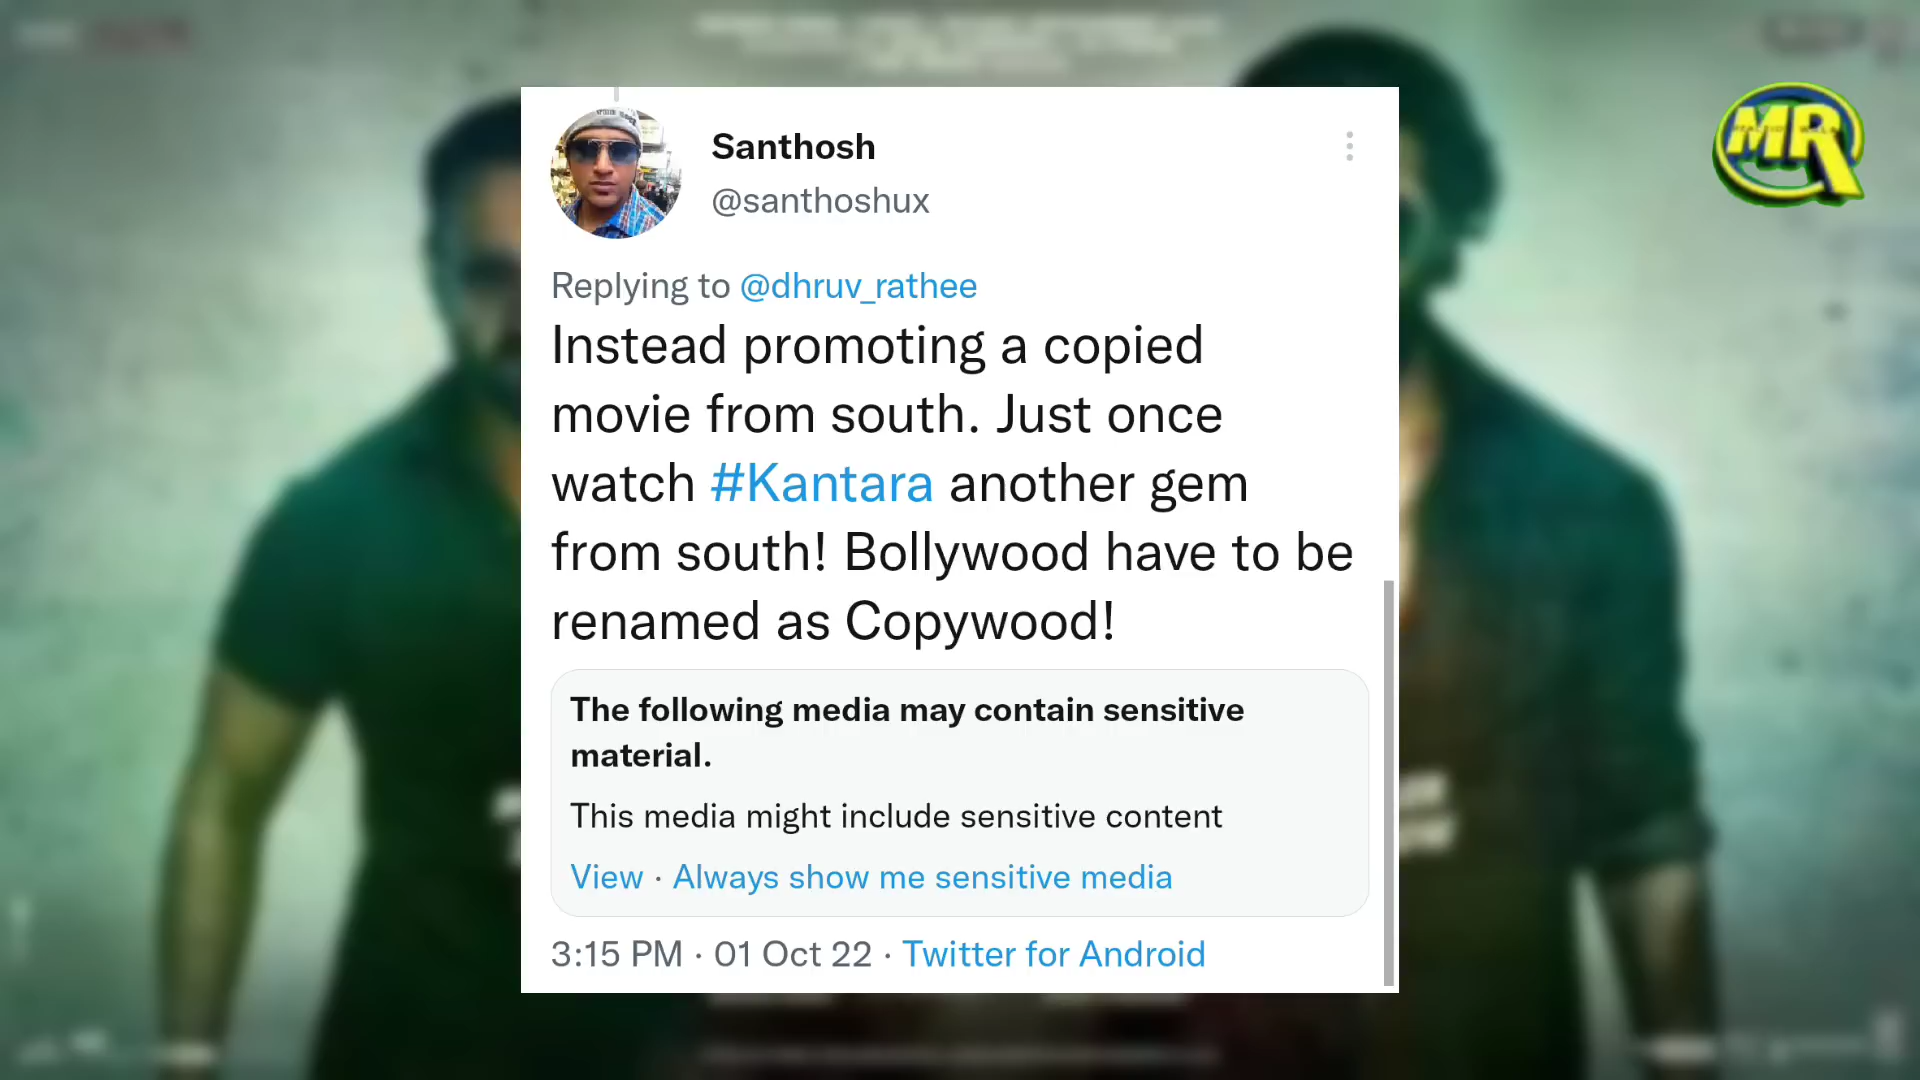 MR
Santhosh
@santhoshux
Replying to @dhruv_rathee
Instead promoting a copied
movie from south. Just once
watch #Kantara another gem
from south! Bollywood have to be
renamed as Copywood!
The following media may contain sensitive
material.
This media might include sensitive content
View · Always show me sensitive media
3:15 PM · 01 Oct 22 · Twitter for Android